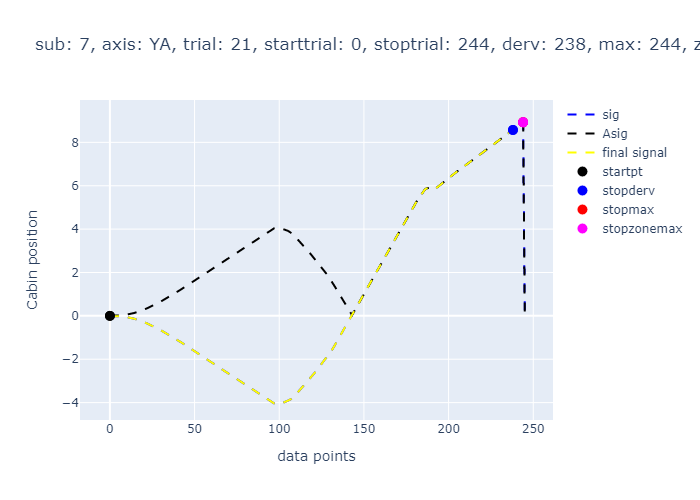 sub: 7, axis: YA, trial: 21, starttrial: 0, stoptrial: 244, derv: 238, max: 244, z
sig
Asig
final signal
startpt
stopderv
stopmax
stopzonemax
Cabin position
8
6
4
2
0
−2
−4
0 50 100 150 200 250
data points